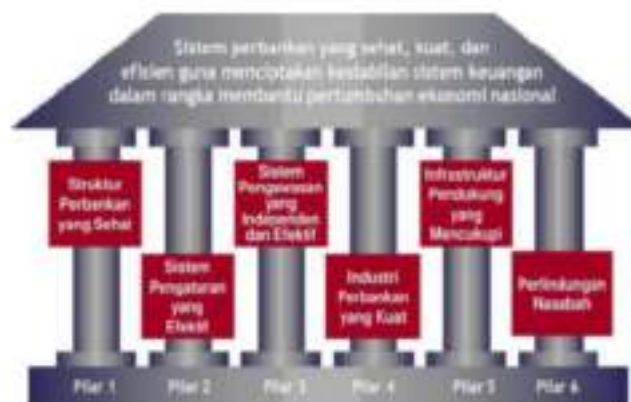 Sistem perbankan yang sehat, kuat, dan
efisien guna menciptakan kestabilan sistem keuangan
dalam rangka membantu pertumbuhan ekonomi nasional
Struktur
Perbankan
yang Sehat
Sistem
Pengaturan
yang
Efektif
Sistem
Pengawasan
yang
Independen
dan Efektif
Industri
Perbankan
yang Kuat
Infrastruktur
Pendukung
yang
Mencukupi
Perlindungan
Nasabah
Pilar 1
Pilar 2
Pilar 3
Pilar 4
Pilar 5
Pilar 6